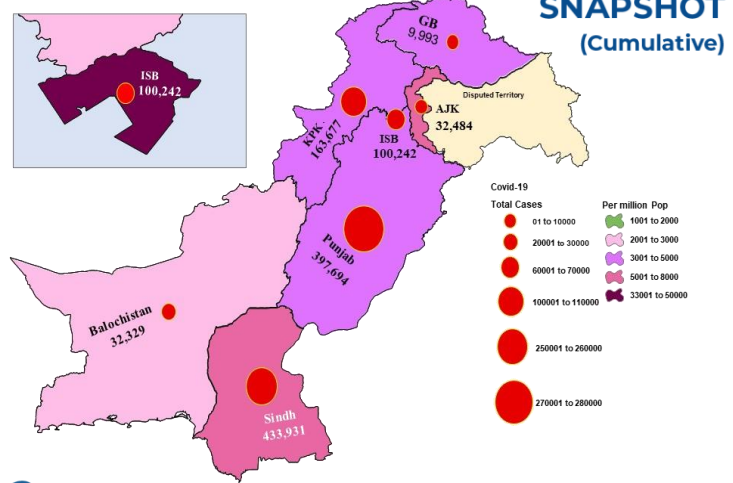 SNAPSHOT
(Cumulative)
ISB
100,242
GB
9,993
KPK
163,677
ISB
100,242
AJK
32,484
Disputed Territory
Punjab
397,694
Balochistan
32,329
Sindh
433,931
Covid-19
Total Cases
01 to 10000
20001 to 30000
60001 to 70000
100001 to 110000
250001 to 260000
270001 to 280000
Per million Pop
1001 to 2000
2001 to 3000
3001 to 5000
5001 to 8000
33001 to 50000